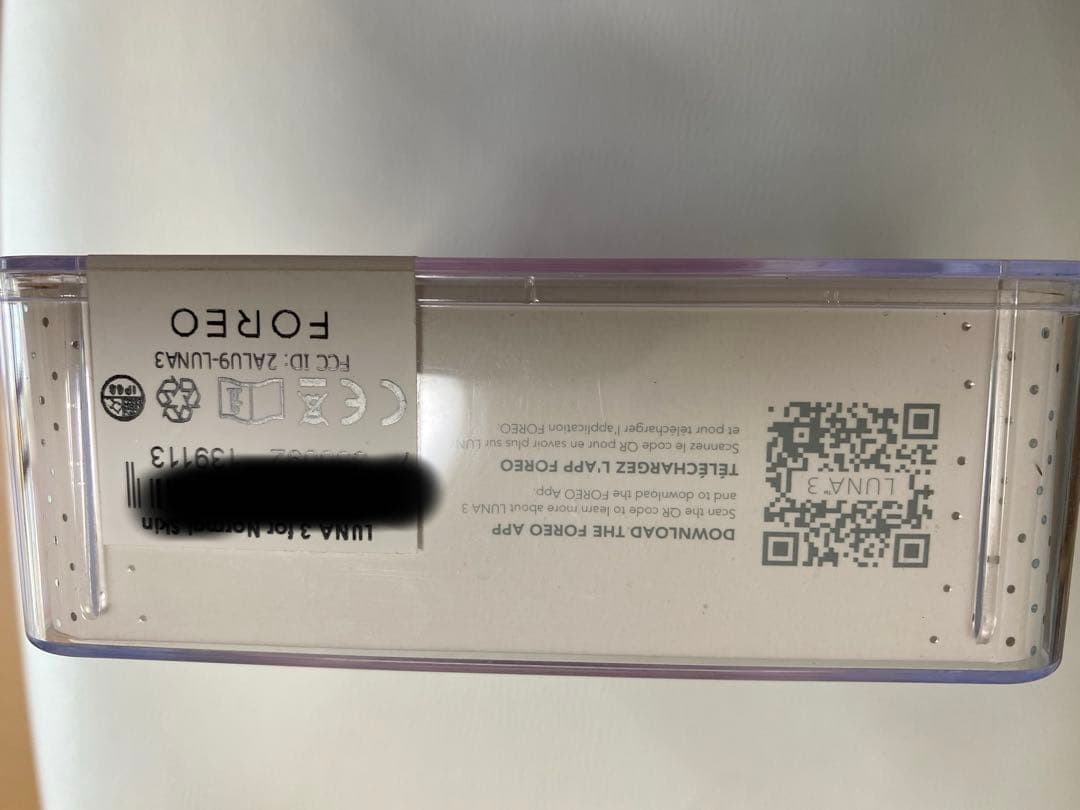 LUNA 3
DOWNLOAD THE FOREO APP
Scan the QR code to learn more about LUNA 3
and to download the FOREO App.
TÉLÉCHARGEZ L'APP FOREO
Scannez le code QR pour en savoir plus sur LUN
et pour télécharger l'application FOREO.
LUNA 3 for Normal Skin
139113
IP68
FCC ID: 2ALU9-LUNA3
FOREO